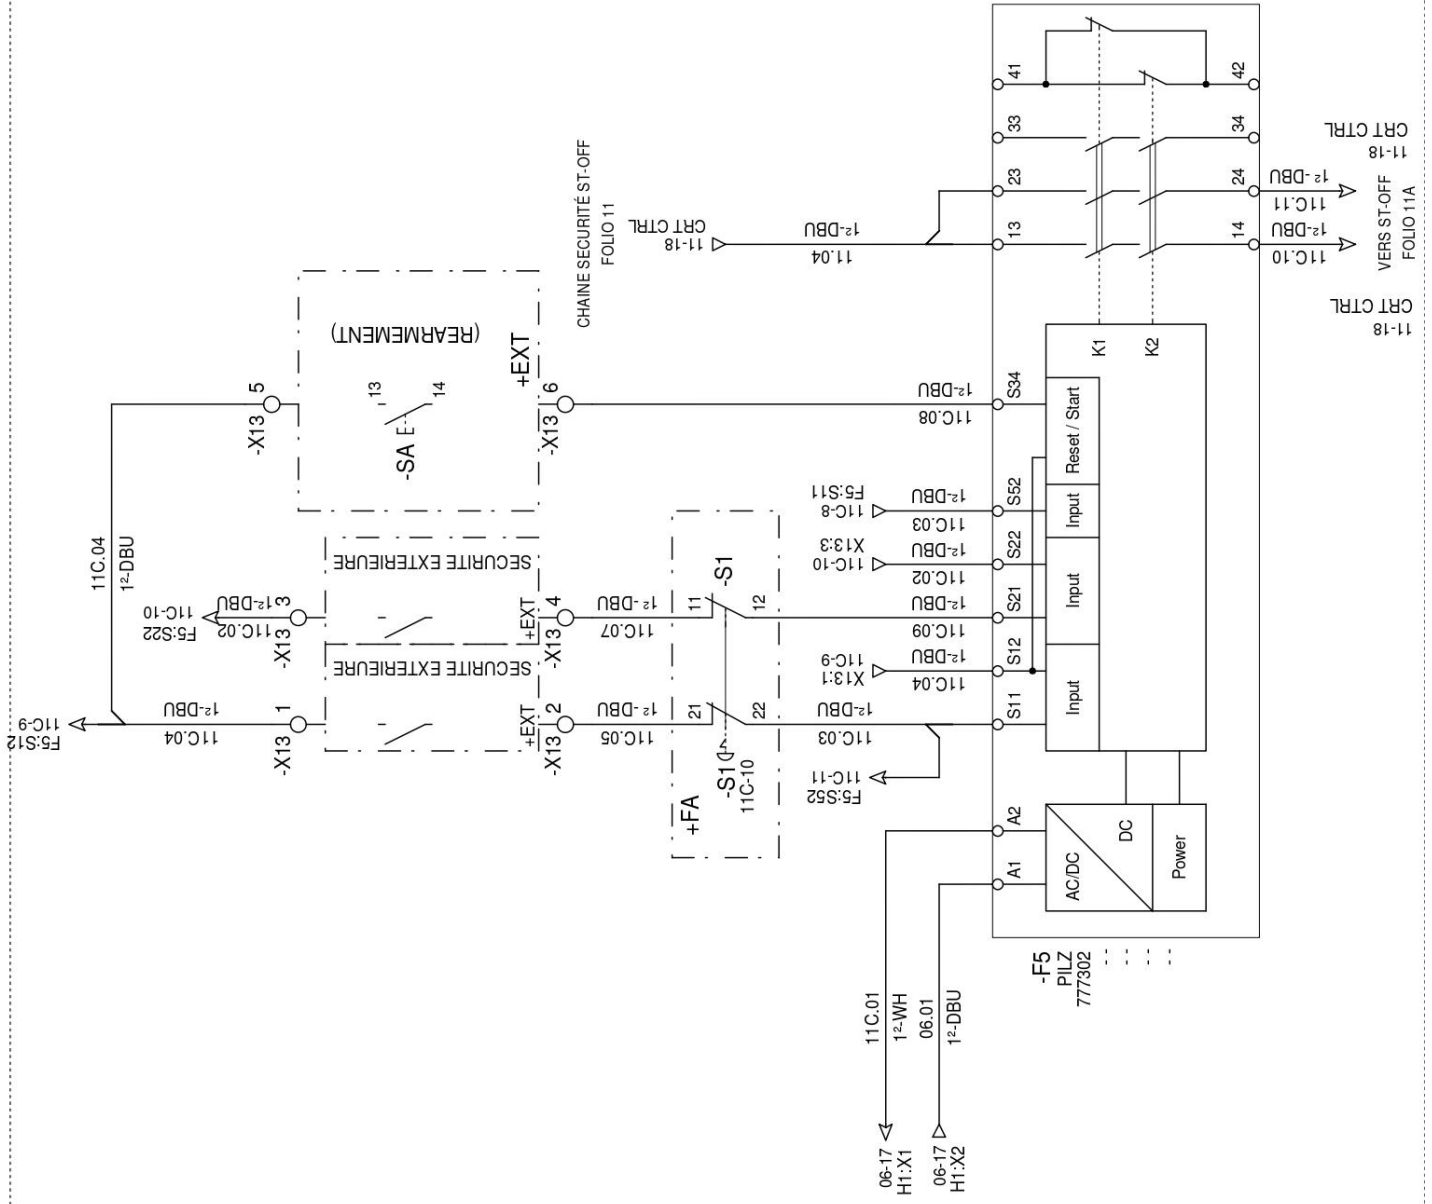 41
42
33
34
CRT CTRL
11-18
23
24
1²-DBU
11C.11
CHAINE SECURITÉ ST-OFF
FOLIO 11
CRT CTRL
11-18
1²-DBU
11.04
13
14
1²-DBU
11C.10
VERS ST-OFF
FOLIO 11A
CRT CTRL
11-18
(REARMEMENT)
+EXT
K1
K2
5
-X13
13
14
-SA
6
-X13
1²-DBU
11C.08
S34
Reset / Start
F5:S11
11C-8
1²-DBU
11C.03
S52
Input
11C.04
1²-DBU
SECURITE EXTERIEURE
X13:3
11C-10
1²-DBU
11C.02
S22
-S1
F5:S22
11C-10
1²-DBU
11C.02
3
-X13
+EXT
4
-X13
1²-DBU
11C.07
11
12
1²-DBU
11C.09
S21
Input
SECURITE EXTERIEURE
X13:1
11C-9
1²-DBU
11C.04
S12
F5:S12
11C-9
1²-DBU
11C.04
1
-X13
+EXT
2
-X13
1²-DBU
11C.05
21
22
1²-DBU
11C.03
S11
Input
-S1
11C-10
F5:S52
11C-11
+FA
A2
A1
AC/DC
DC
Power
-F5
PILZ
777302
11C.01
1²-WH
06.01
1²-DBU
06-17
H1:X1
06-17
H1:X2